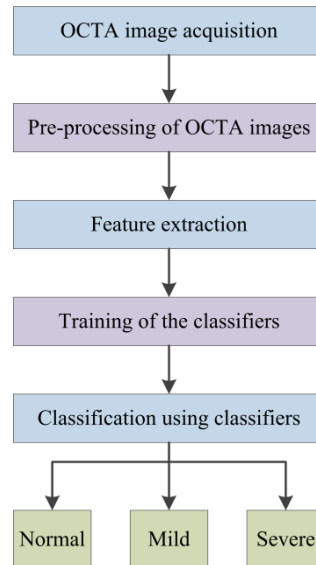 OCTA image acquisition
Pre-processing of OCTA images
Feature extraction
Training of the classifiers
Classification using classifiers
Normal
Mild
Severe